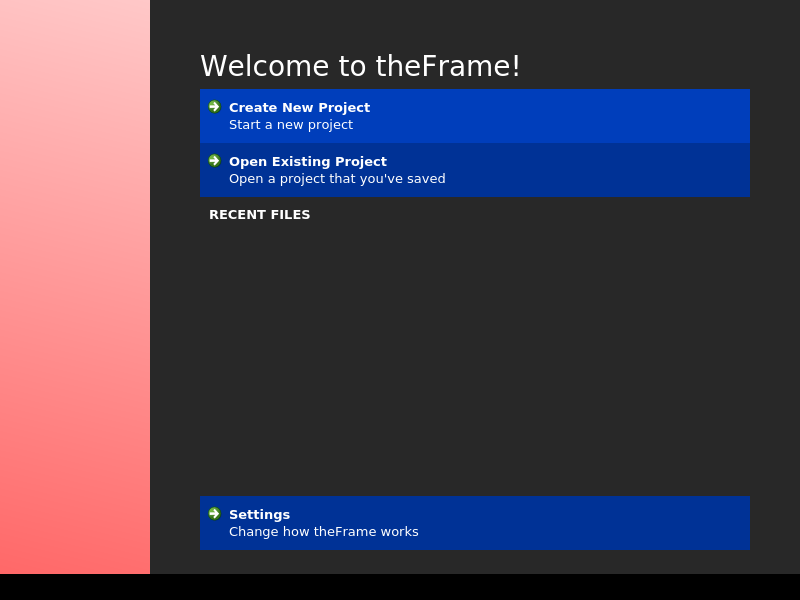 Welcome to theFrame!
Create New Project
Start a new project
Open Existing Project
Open a project that you've saved
RECENT FILES
Settings
Change how theFrame works